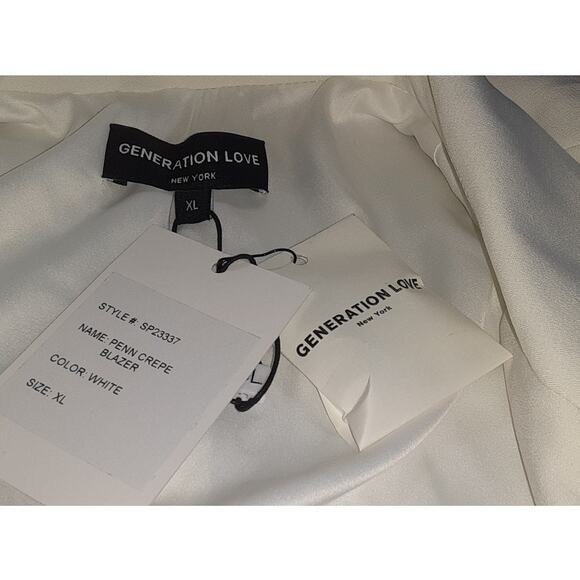 GENERATION LOVE
NEW YORK
XL
STYLE #: SP23337
NAME: PENN CREPE
BLAZER
COLOR: WHITE
SIZE: XL
GENERATION LOVE
New York